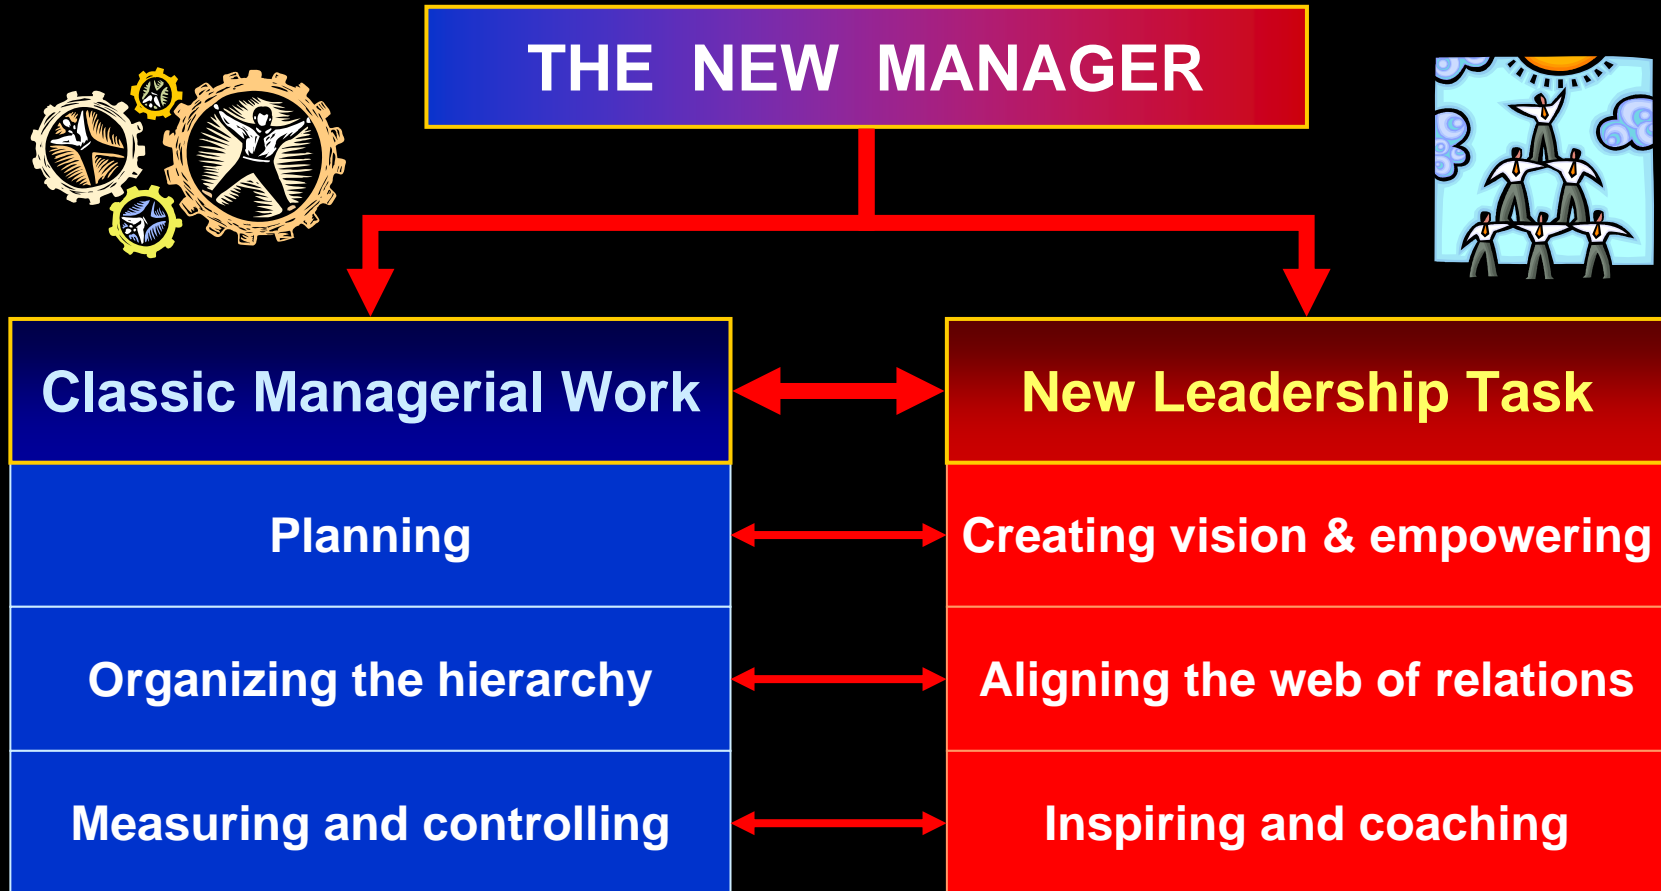 THE NEW MANAGER
Classic Managerial Work
New Leadership Task
Planning
Creating vision & empowering
Organizing the hierarchy
Aligning the web of relations
Measuring and controlling
Inspiring and coaching